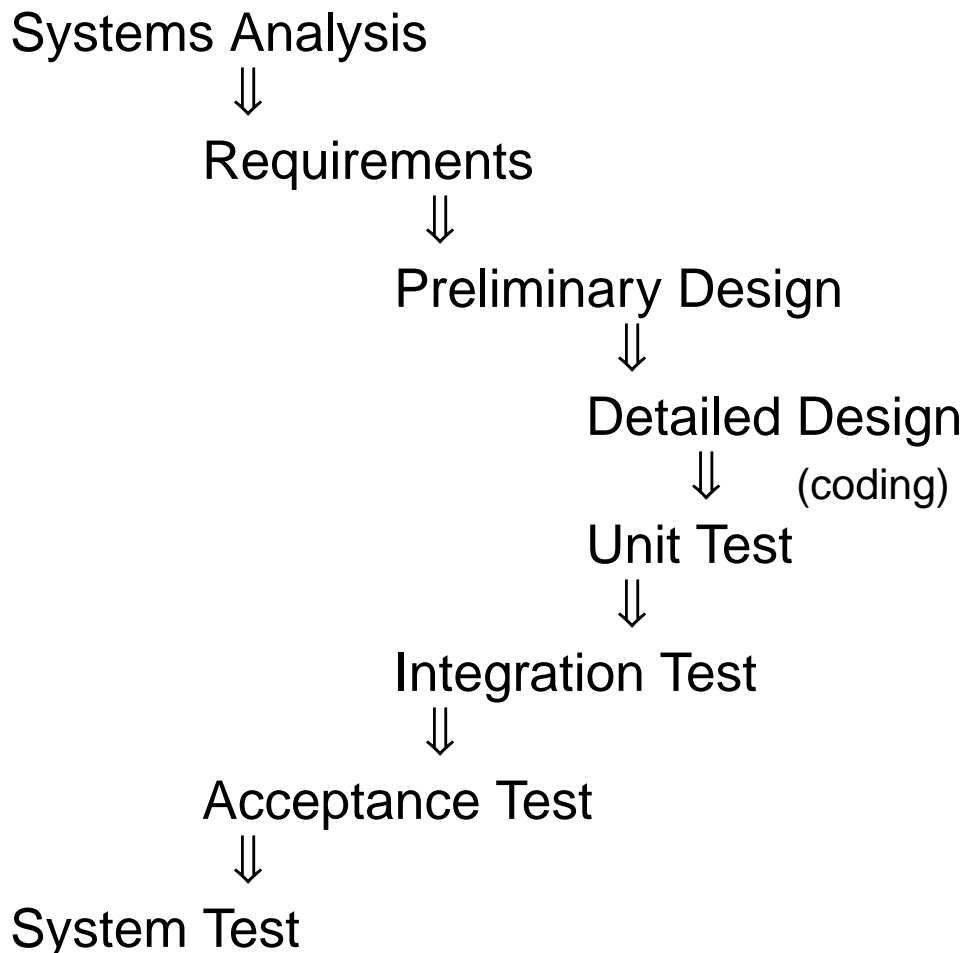 Systems Analysis
⇓
Requirements
⇓
Preliminary Design
⇓
Detailed Design
⇓ (coding)
Unit Test
⇓
Integration Test
⇓
Acceptance Test
⇓
System Test